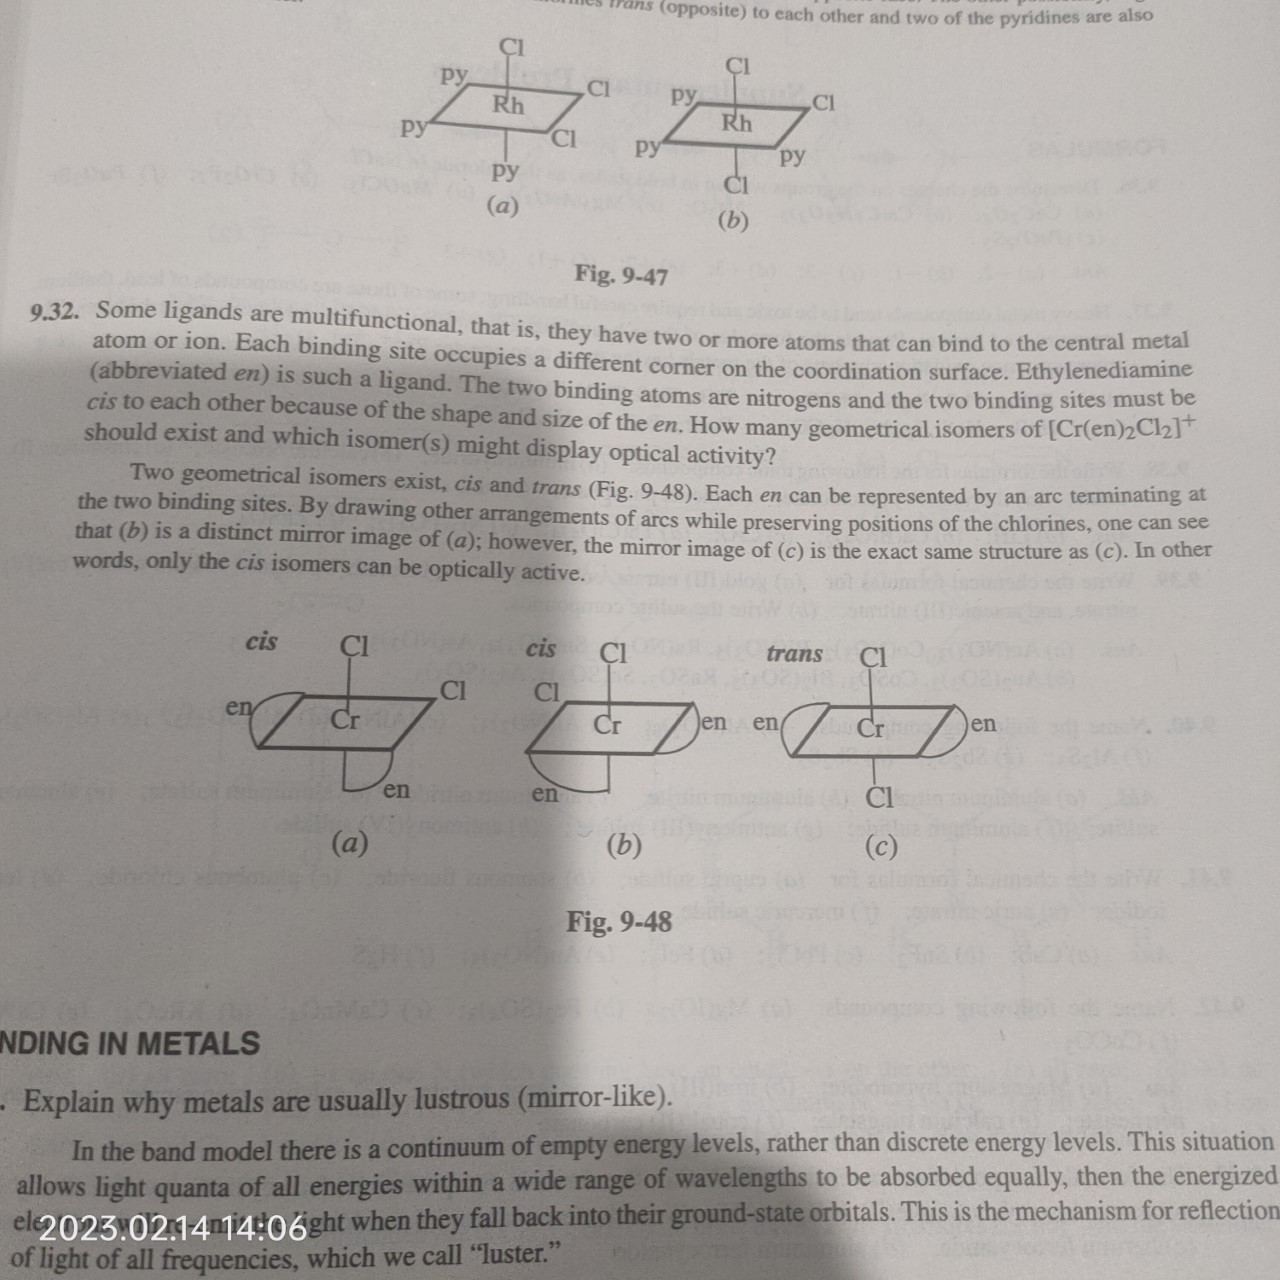 trans (opposite) to each other and two of the pyridines are also
Cl
py
Rh
Cl
py
Cl
py
(a)
Cl
py
Cl
Rh
py
py
Cl
(b)
Fig. 9-47
9.32. Some ligands are multifunctional, that is, they have two or more atoms that can bind to the central metal
atom or ion. Each binding site occupies a different corner on the coordination surface. Ethylenediamine
(abbreviated en) is such a ligand. The two binding atoms are nitrogens and the two binding sites must be
cis to each other because of the shape and size of the en. How many geometrical isomers of [Cr(en)₂Cl₂]⁺
should exist and which isomer(s) might display optical activity?
Two geometrical isomers exist, cis and trans (Fig. 9-48). Each en can be represented by an arc terminating at
the two binding sites. By drawing other arrangements of arcs while preserving positions of the chlorines, one can see
that (b) is a distinct mirror image of (a); however, the mirror image of (c) is the exact same structure as (c). In other
words, only the cis isomers can be optically active.
cis
Cl
Cl
en
Cr
en
(a)
cis
Cl
Cl
Cr
en
en
(b)
trans
Cl
en
Cr
en
Cl
(c)
Fig. 9-48
NDING IN METALS
. Explain why metals are usually lustrous (mirror-like).
In the band model there is a continuum of empty energy levels, rather than discrete energy levels. This situation
allows light quanta of all energies within a wide range of wavelengths to be absorbed equally, then the energized
light when they fall back into their ground-state orbitals. This is the mechanism for reflection
2023.02.14 14:06
of light of all frequencies, which we call “luster.”